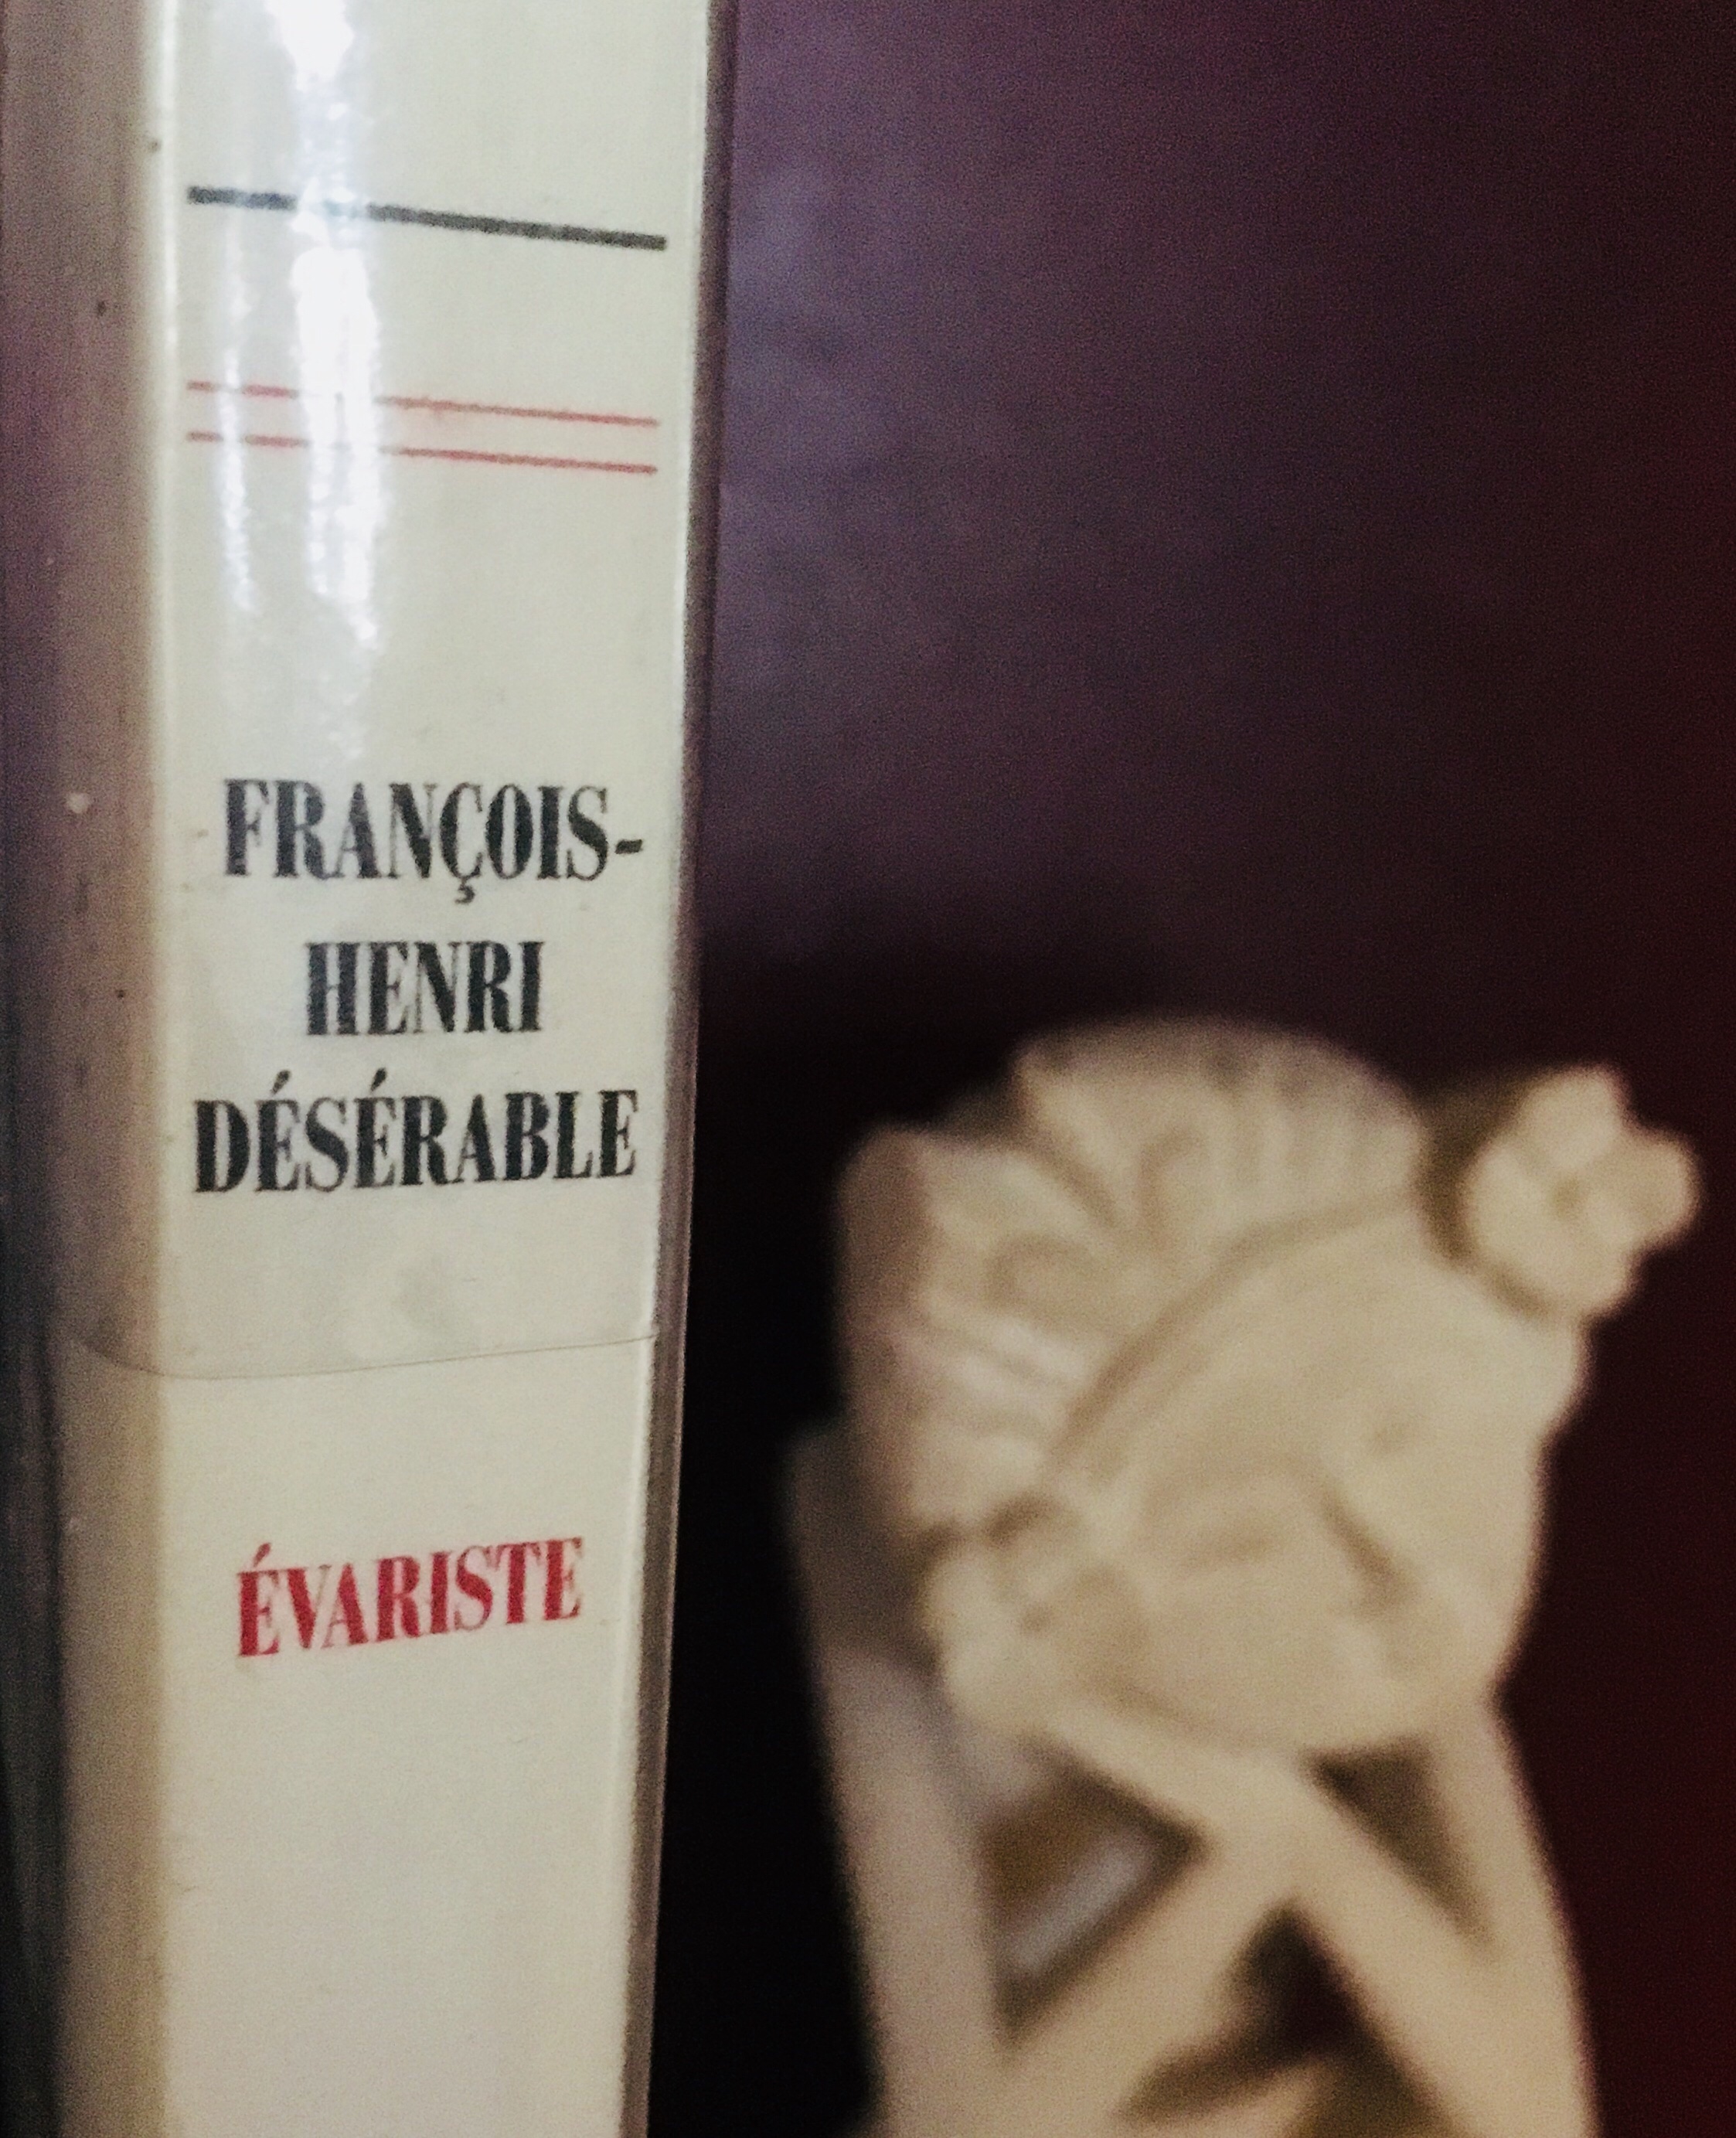 FRANÇOIS-
HENRI
DÉSÉRABLE
ÉVARISTE